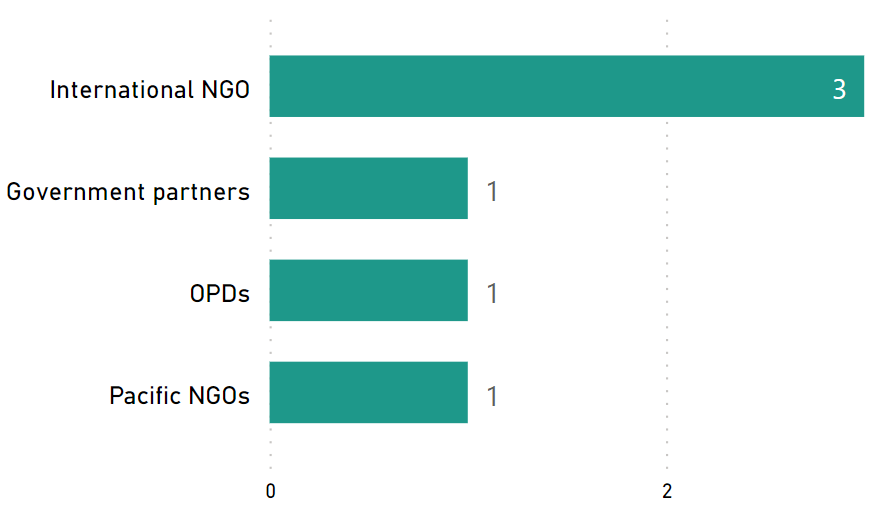 International NGO 3
Government partners 1
OPDs 1
Pacific NGOs 1
0 2